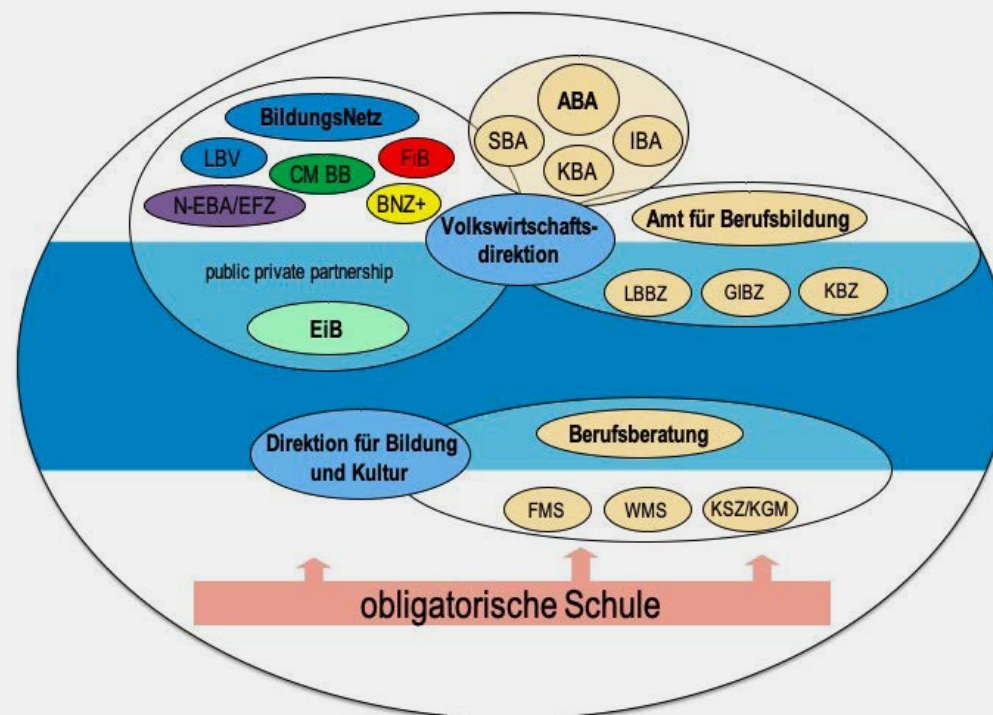 BildungsNetz
LBV
CM BB
FiB
N-EBA/EFZ
BNZ+
public private partnership
EiB
ABA
SBA
IBA
KBA
Volkswirtschafts-
direktion
Amt für Berufsbildung
LBBZ
GIBZ
KBZ
Direktion für Bildung
und Kultur
Berufsberatung
FMS
WMS
KSZ/KGM
obligatorische Schule